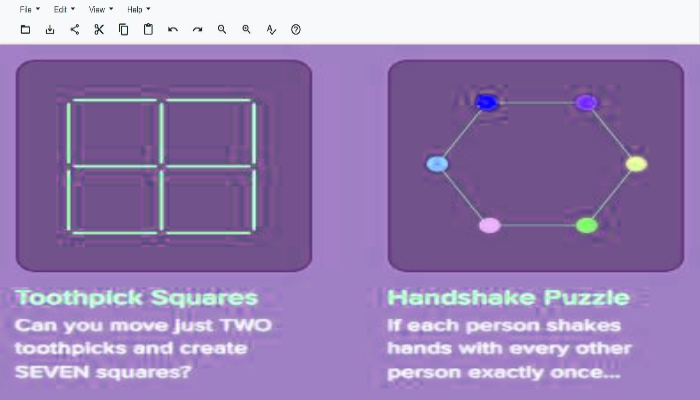 File Edit View Help
Toothpick Squares
Can you move just TWO
toothpicks and create
SEVEN squares?
Handshake Puzzle
If each person shakes
hands with every other
person exactly once...